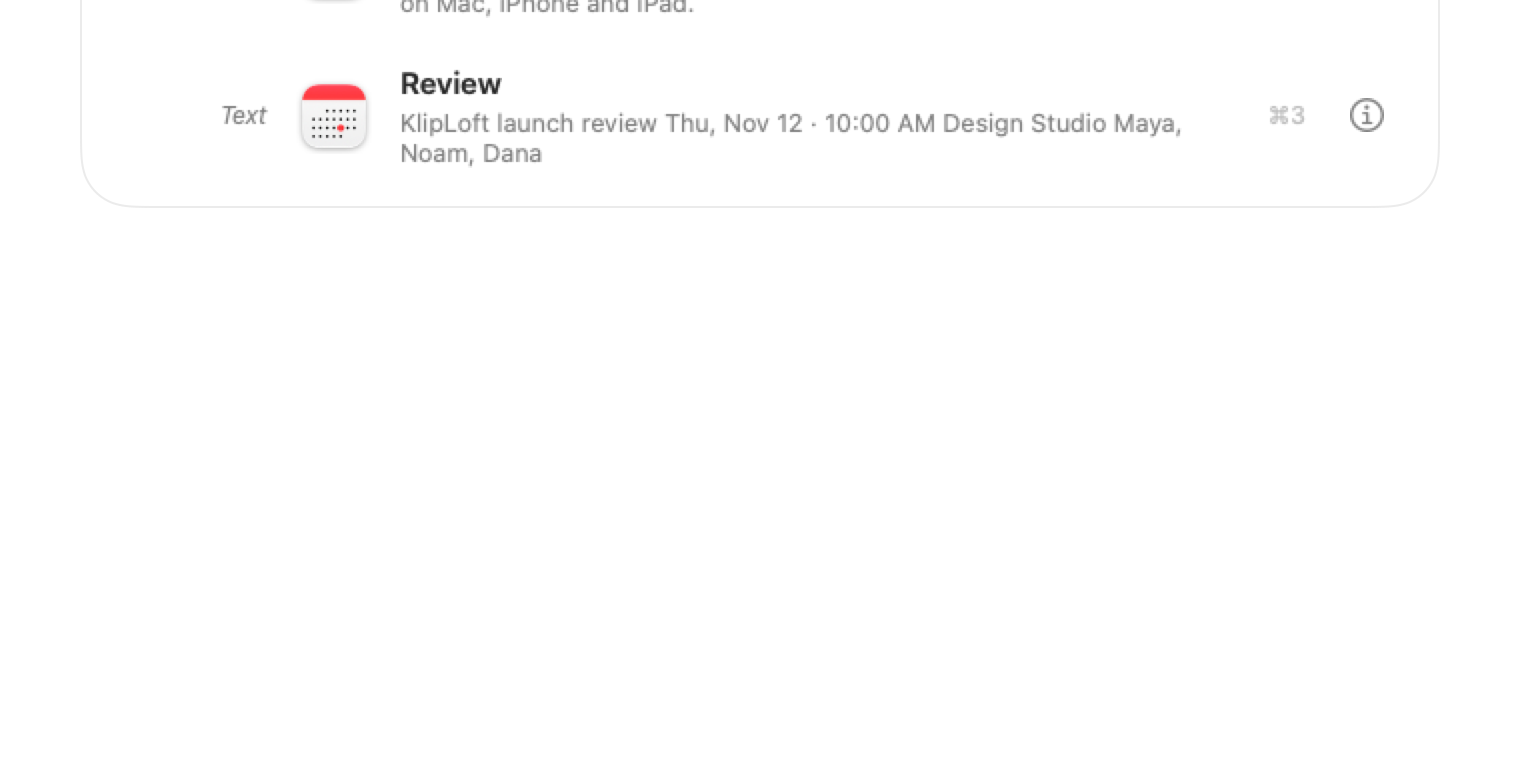 on Mac, iPhone and iPad.
Review
Text
KlipLoft launch review Thu, Nov 12 · 10:00 AM Design Studio Maya,
Noam, Dana
⌘3